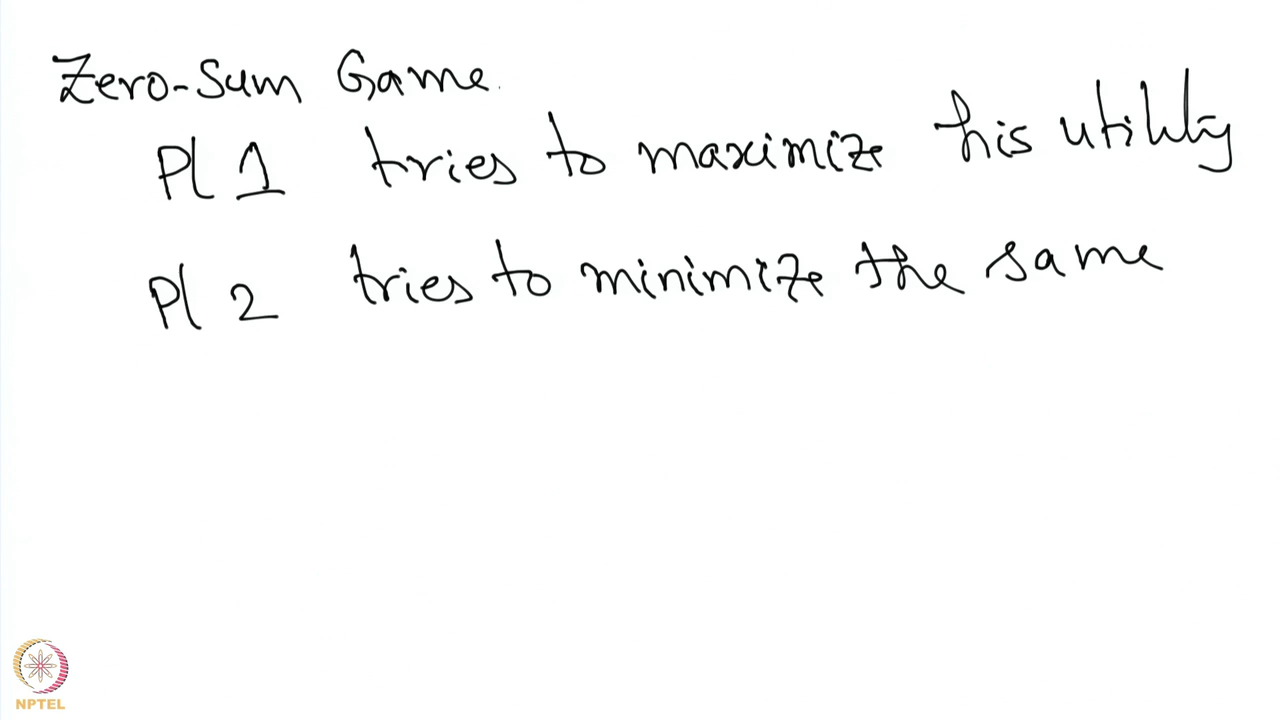 Zero-Sum Game.
Pl 1 tries to maximize his utility
Pl 2 tries to minimize the same
NPTEL